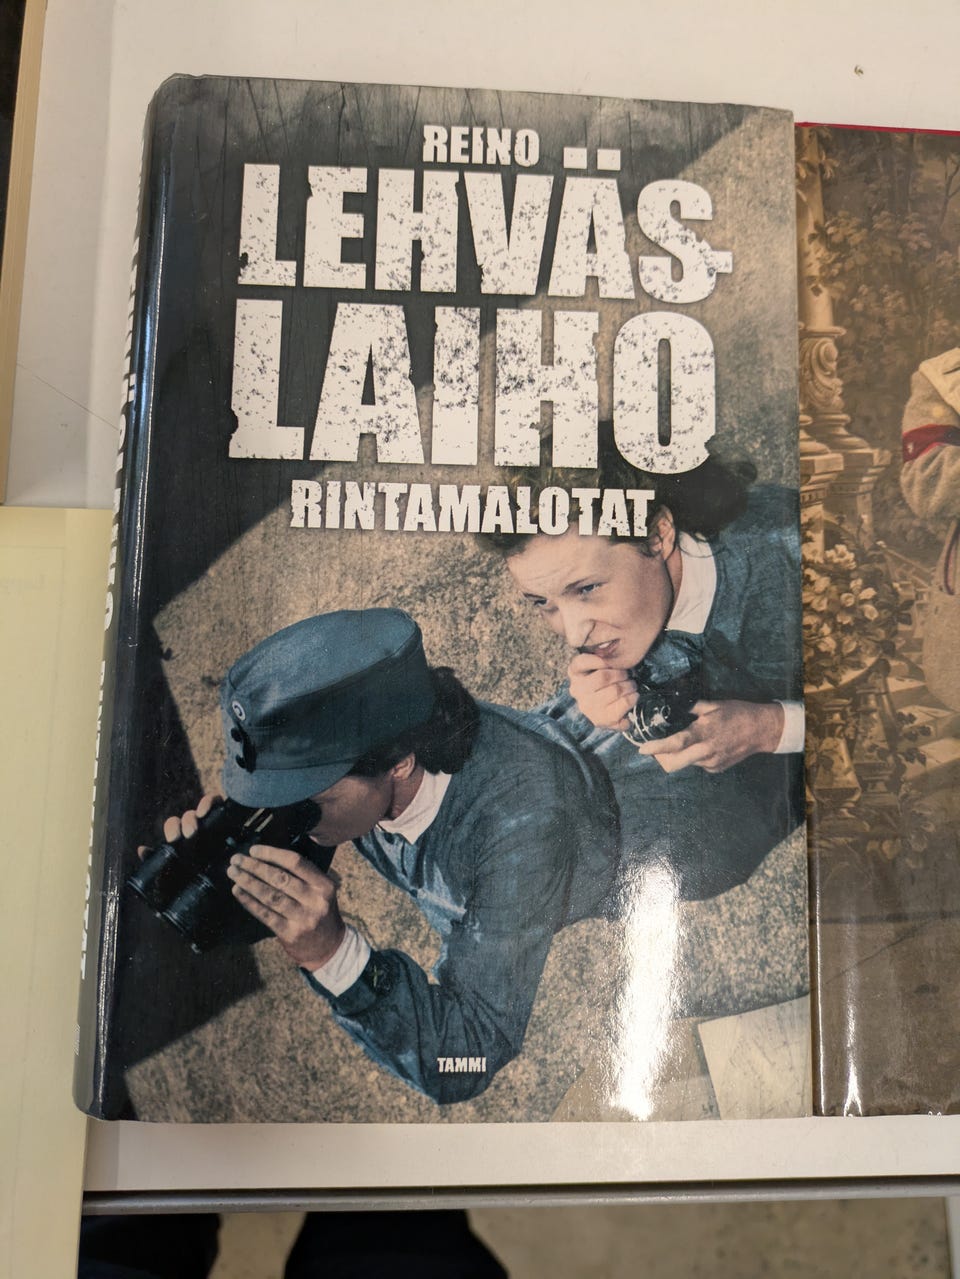 REINO
LEHVÄS-
LAIHO
RINTAMALOTAT
TAMMI